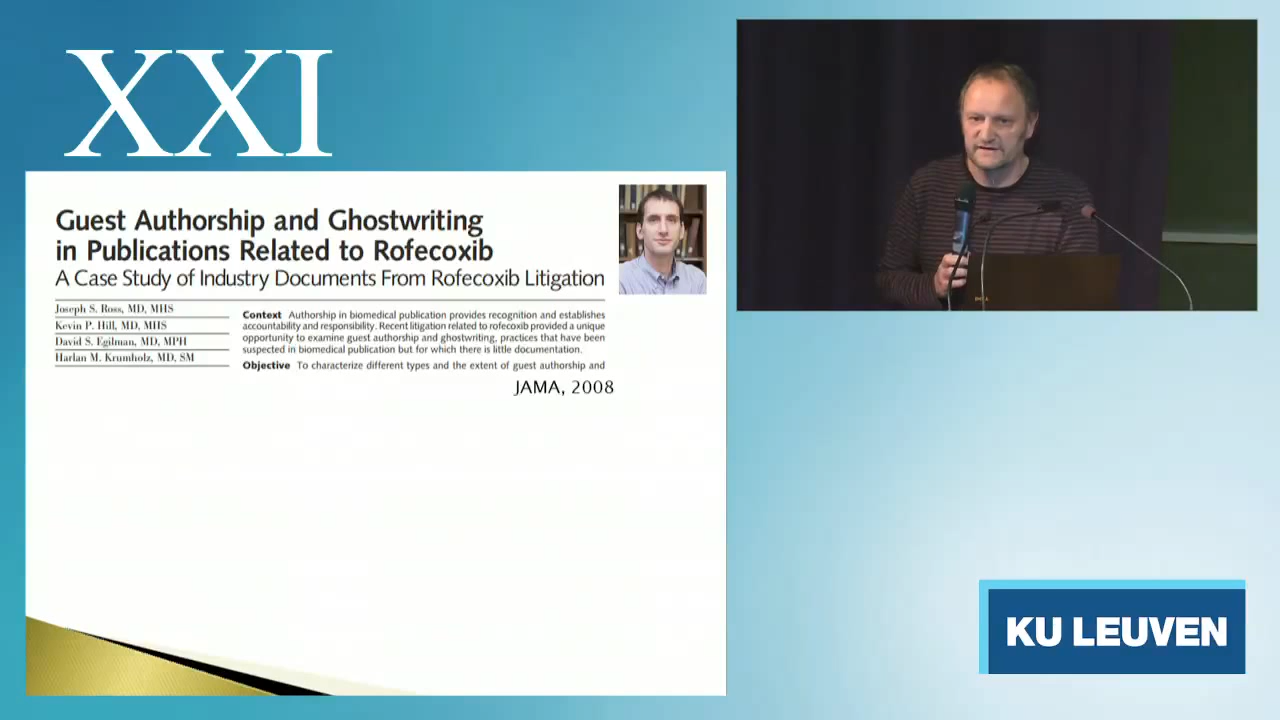 XXI
Guest Authorship and Ghostwriting
in Publications Related to Rofecoxib
A Case Study of Industry Documents From Rofecoxib Litigation
Joseph S. Ross, MD, MHS
Kevin P. Hill, MD, MHS
David S. Egilman, MD, MPH
Harlan M. Krumholz, MD, SM
Context Authorship in biomedical publication provides recognition and establishes
accountability and responsibility. Recent litigation related to rofecoxib provided a unique
opportunity to examine guest authorship and ghostwriting, practices that have been
suspected in biomedical publication but for which there is little documentation.
Objective To characterize different types and the extent of guest authorship and
JAMA, 2008
DELL
KU LEUVEN